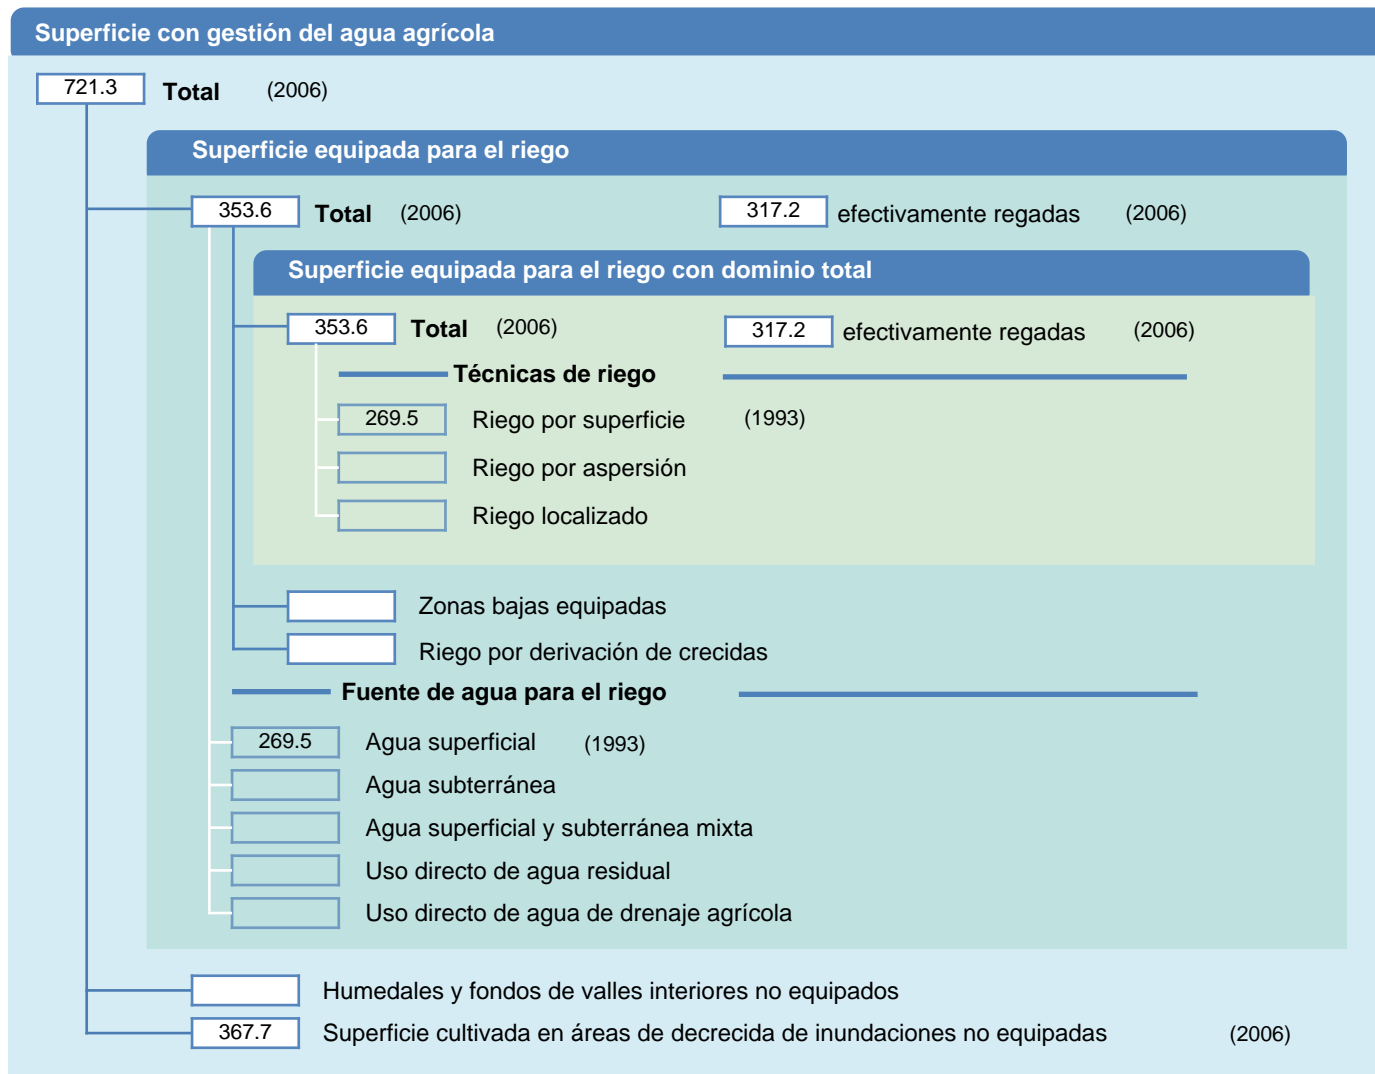 Superficie con gestión del agua agrícola
721.3 Total (2006)
Superficie equipada para el riego
353.6 Total (2006) 317.2 efectivamente regadas (2006)
Superficie equipada para el riego con dominio total
353.6 Total (2006) 317.2 efectivamente regadas (2006)
Técnicas de riego
269.5 Riego por superficie (1993)
Riego por aspersión
Riego localizado
Zonas bajas equipadas
Riego por derivación de crecidas
Fuente de agua para el riego
269.5 Agua superficial (1993)
Agua subterránea
Agua superficial y subterránea mixta
Uso directo de agua residual
Uso directo de agua de drenaje agrícola
Humedales y fondos de valles interiores no equipados
367.7 Superficie cultivada en áreas de decrecida de inundaciones no equipadas (2006)